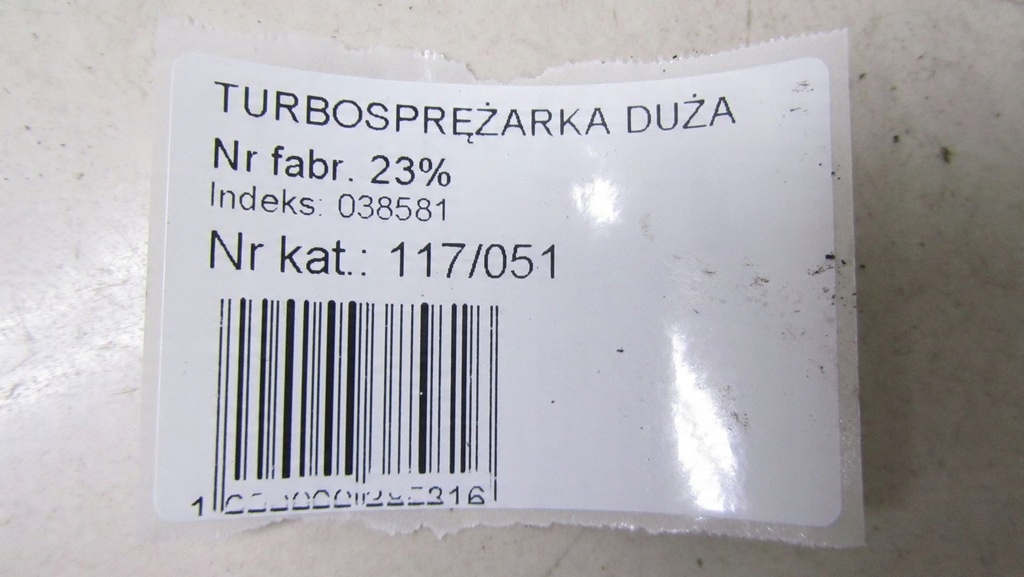 TURBOSPRĘŻARKA DUŻA
Nr fabr. 23%
Indeks: 038581
Nr kat.: 117/051